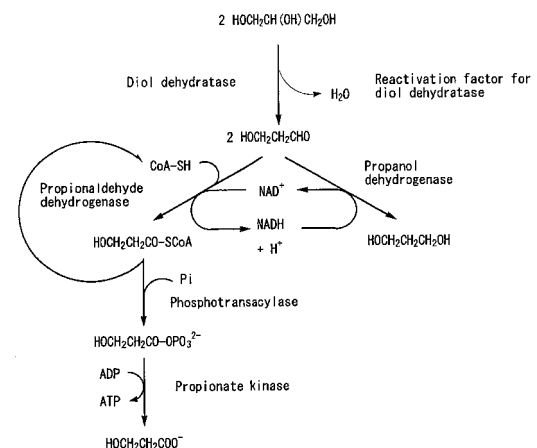 2 HOCH₂CH(OH)CH₂OH
Diol dehydratase
H₂O
Reactivation factor for
diol dehydratase
2 HOCH₂CH₂CHO
CoA-SH
Propionaldehyde
dehydrogenase
NAD⁺
NADH
+ H⁺
Propanol
dehydrogenase
HOCH₂CH₂CO-SCoA
HOCH₂CH₂CH₂OH
Pi
Phosphotransacylase
HOCH₂CH₂CO-OPO₃²⁻
ADP
ATP
Propionate kinase
HOCH₂CH₂COO⁻